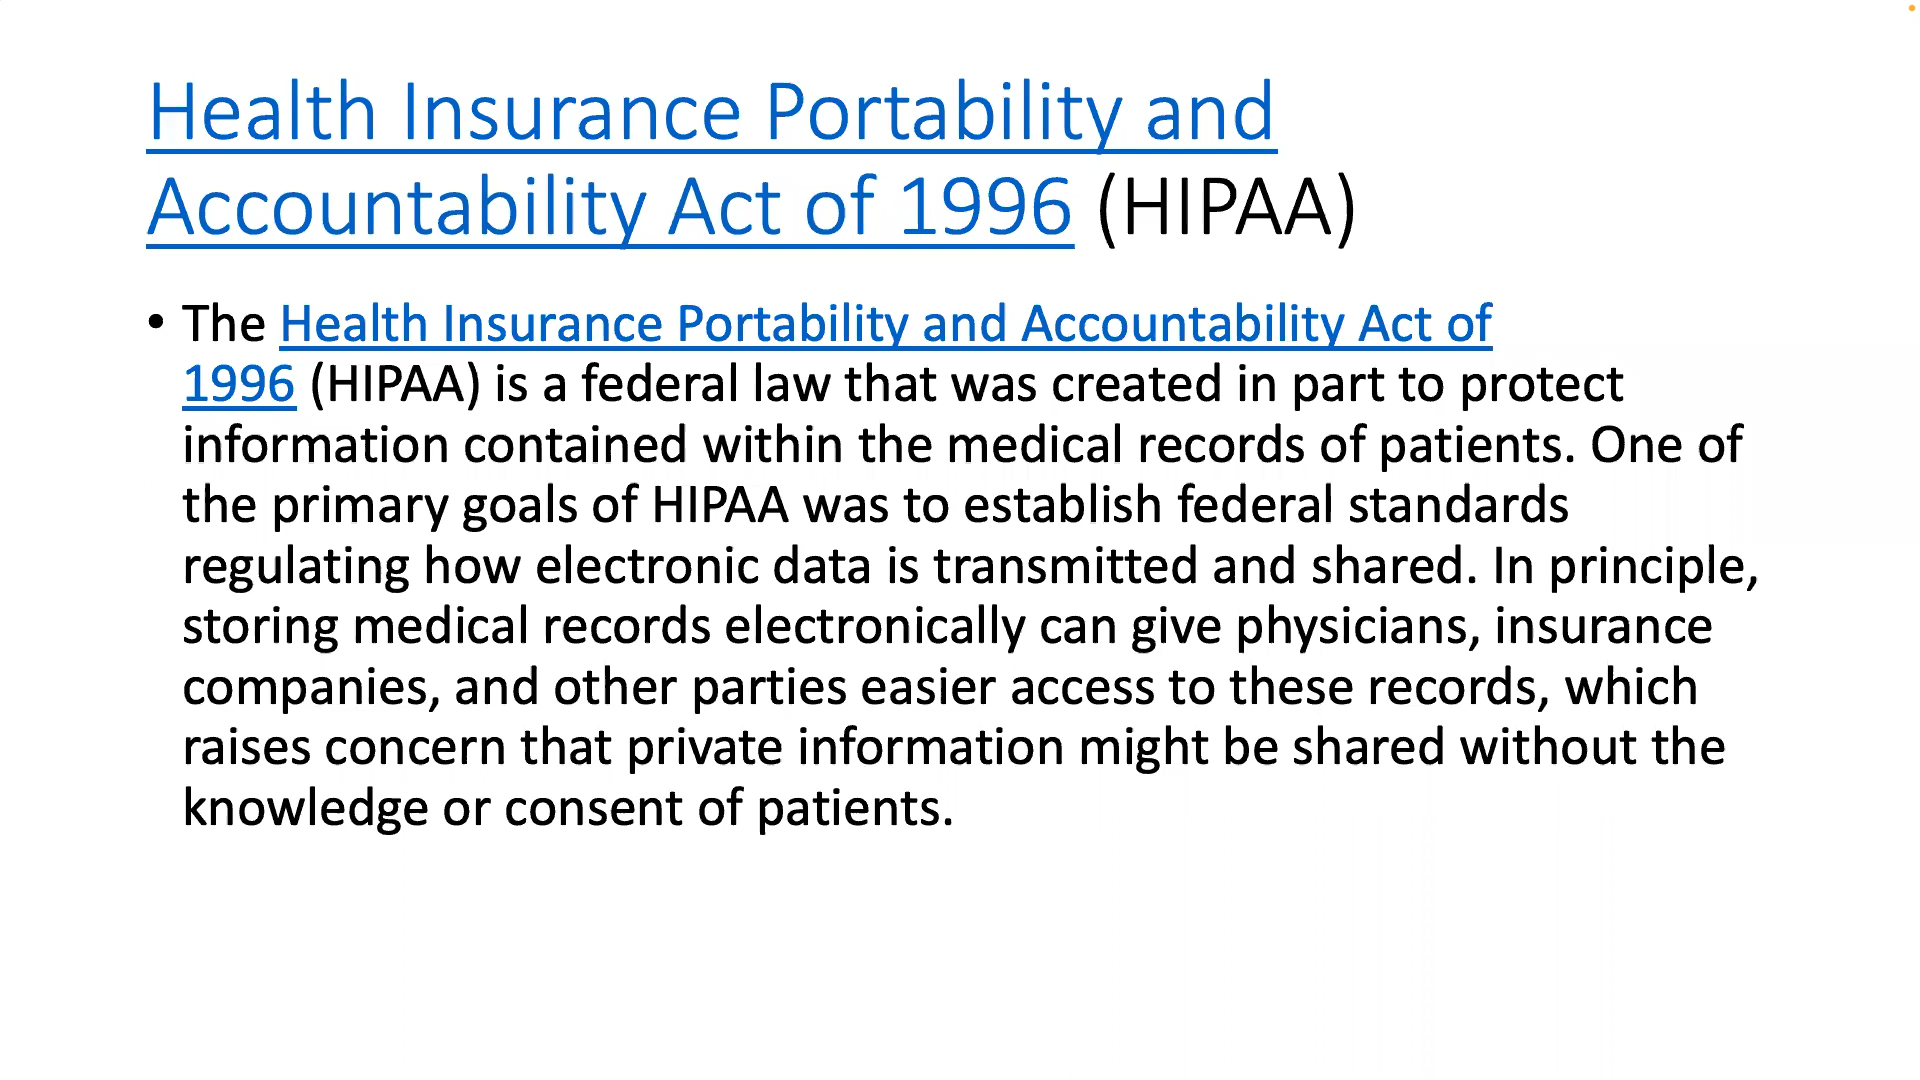 Health Insurance Portability and
Accountability Act of 1996 (HIPAA)
• The Health Insurance Portability and Accountability Act of
1996 (HIPAA) is a federal law that was created in part to protect
information contained within the medical records of patients. One of
the primary goals of HIPAA was to establish federal standards
regulating how electronic data is transmitted and shared. In principle,
storing medical records electronically can give physicians, insurance
companies, and other parties easier access to these records, which
raises concern that private information might be shared without the
knowledge or consent of patients.